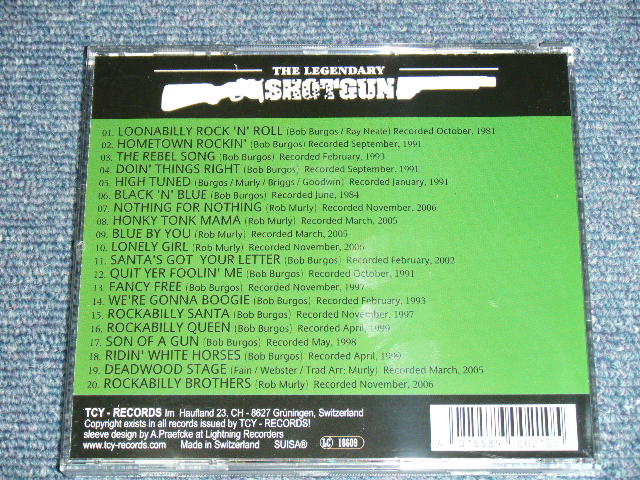 THE LEGENDARY
SHOTGUN
01. LOONABILLY ROCK 'N' ROLL (Bob Burgos / Ray Neale) Recorded October, 1981
02. HOMETOWN ROCKIN' (Bob Burgos) Recorded September, 1991
03. THE REBEL SONG (Bob Burgos) Recorded February, 1993
04. DOIN' THINGS RIGHT (Bob Burgos) Recorded September, 1991
05. HIGH TUNED (Burgos / Murly / Briggs / Goodwin) Recorded January, 1991
06. BLACK 'N' BLUE (Bob Burgos) Recorded June, 1984
07. NOTHING FOR NOTHING (Rob Murly) Recorded November, 2006
08. HONKY TONK MAMA (Rob Murly) Recorded March, 2005
09. BLUE BY YOU (Rob Murly) Recorded March, 2005
10. LONELY GIRL (Rob Murly) Recorded November, 2006
11. SANTA'S GOT YOUR LETTER (Bob Burgos) Recorded February, 2002
12. QUIT YER FOOLIN' ME (Bob Burgos) Recorded October, 1991
13. FANCY FREE (Bob Burgos) Recorded November, 1997
14. WE'RE GONNA BOOGIE (Bob Burgos) Recorded February, 1993
15. ROCKABILLY SANTA (Bob Burgos) Recorded November, 1997
16. ROCKABILLY QUEEN (Bob Burgos) Recorded April, 1999
17. SON OF A GUN (Bob Burgos) Recorded May, 1998
18. RIDIN' WHITE HORSES (Bob Burgos) Recorded April, 1999
19. DEADWOOD STAGE (Fain / Webster / Trad Arr: Murly) Recorded March, 2005
20. ROCKABILLY BROTHERS (Rob Murly) Recorded November, 2006
TCY - RECORDS Im Haufland 23, CH - 8627 Grüningen, Switzerland
Copyright exists in all records issued by TCY - RECORDS!
sleeve design by A.Praefcke at Lightning Recorders
www.tcy-records.com Made in Switzerland SUISA® LC 18609